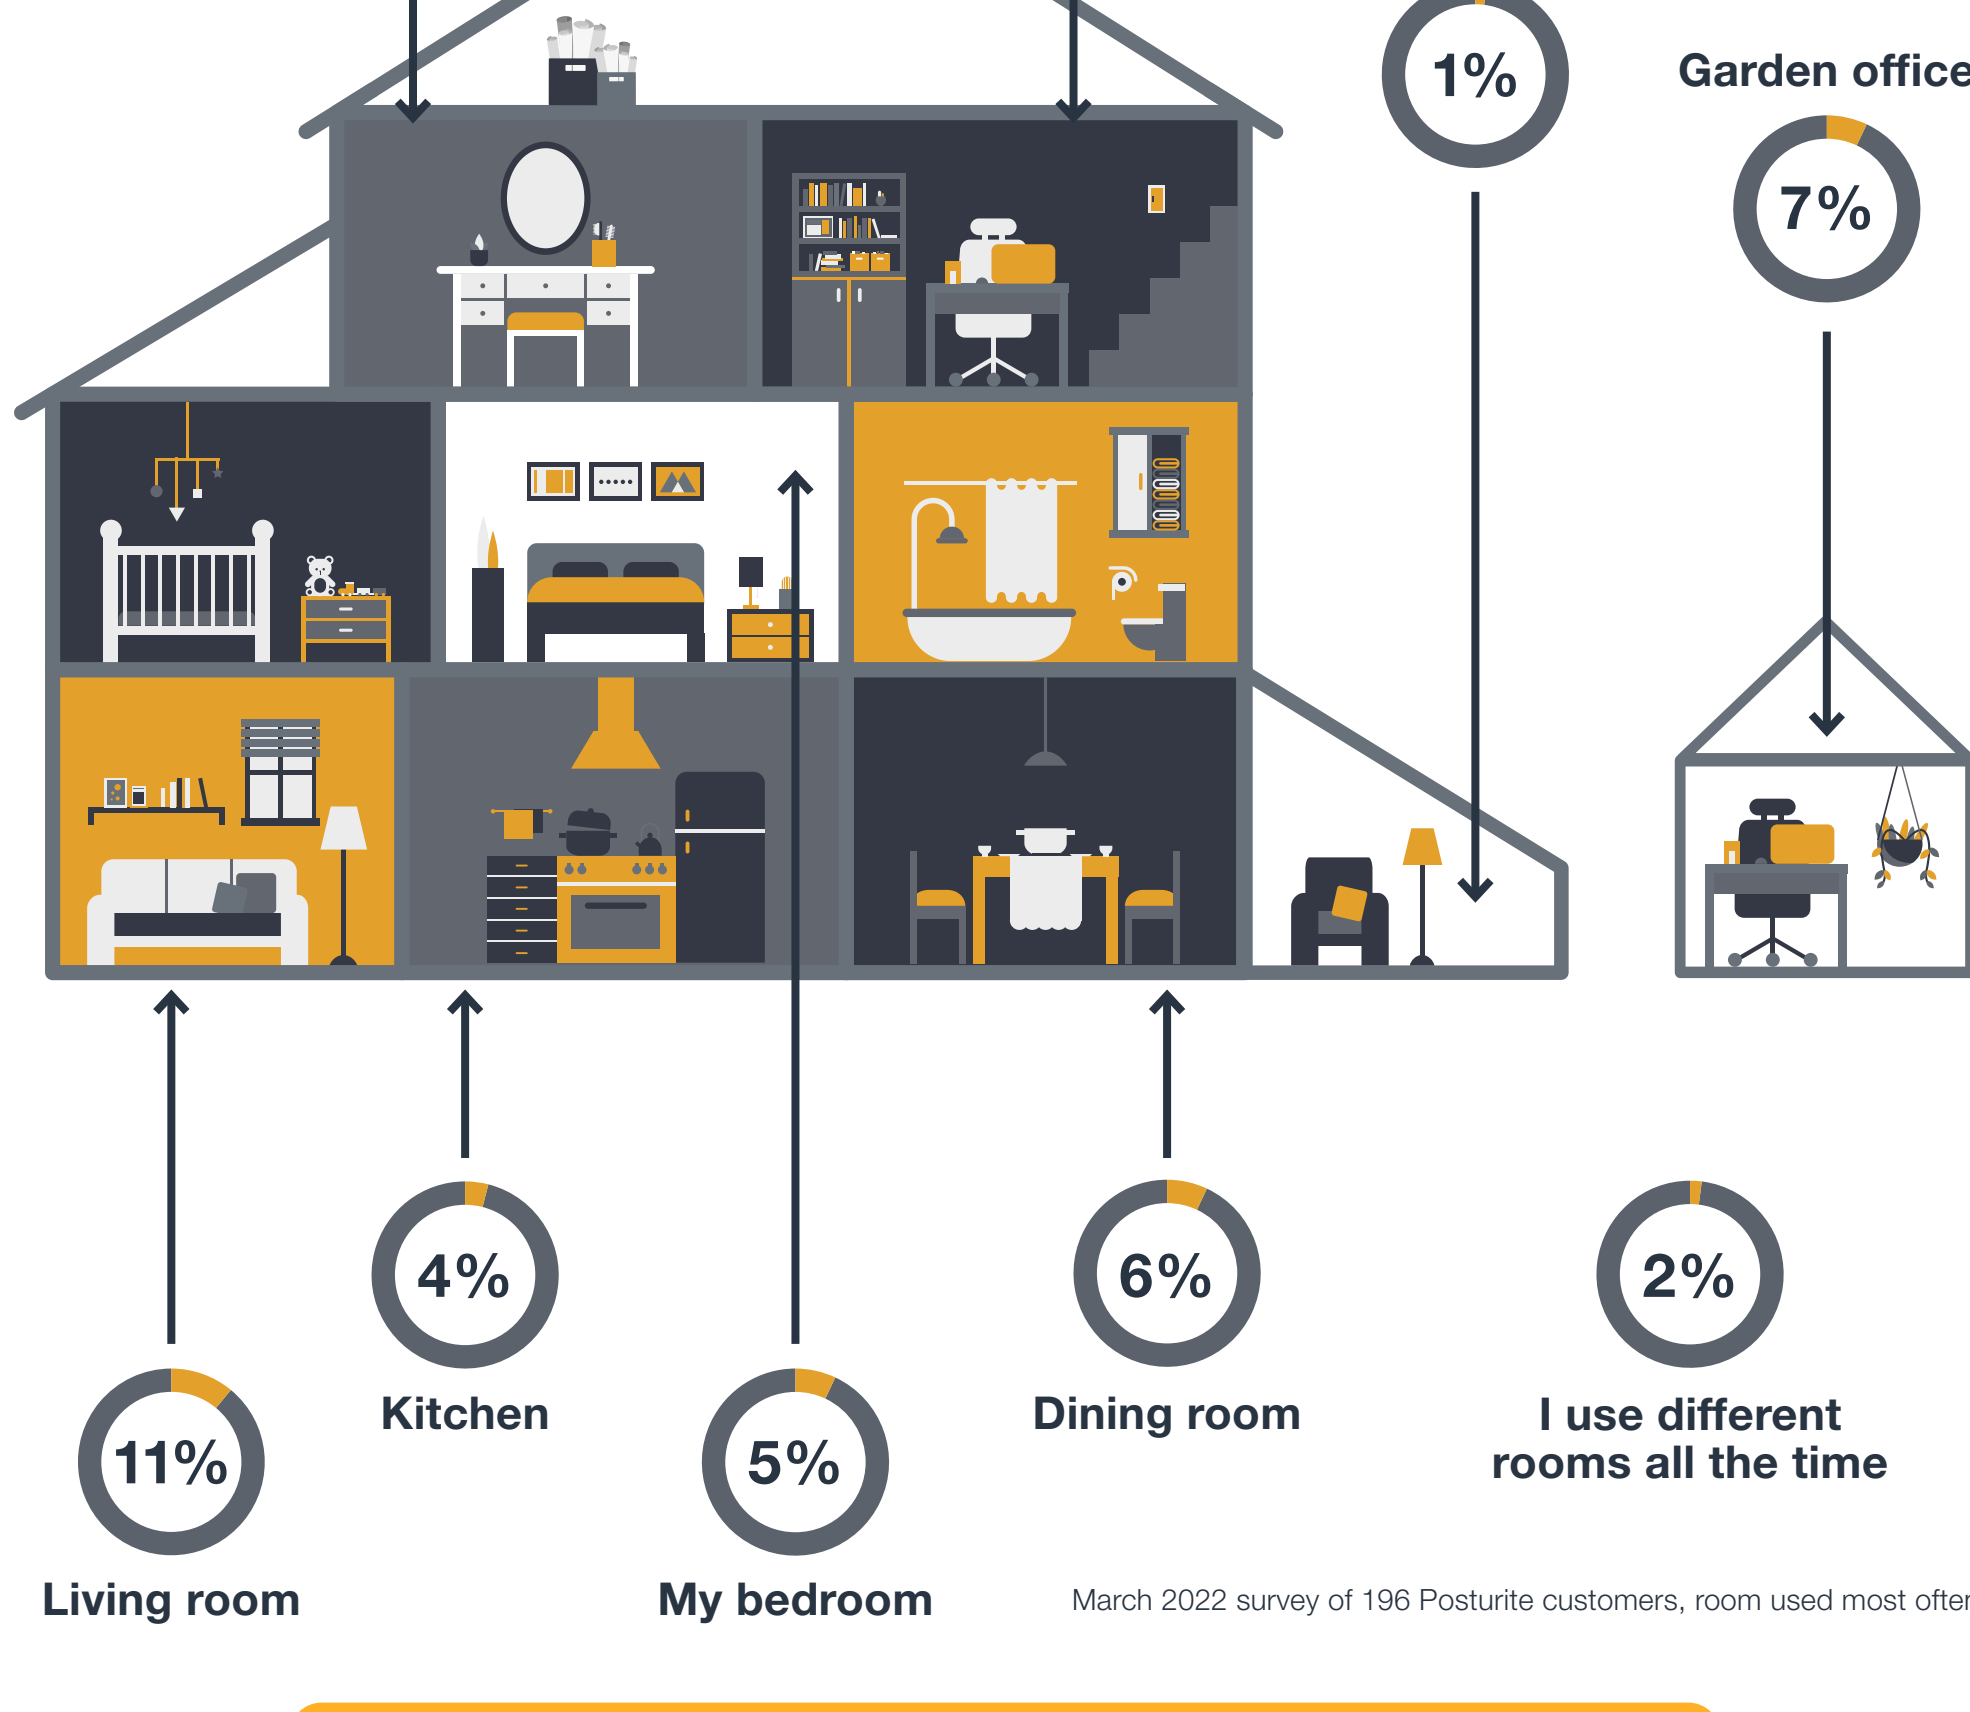 1%
Garden office
7%
4%
Kitchen
6%
Dining room
2%
I use different
rooms all the time
11%
Living room
5%
My bedroom
March 2022 survey of 196 Posturite customers, room used most often